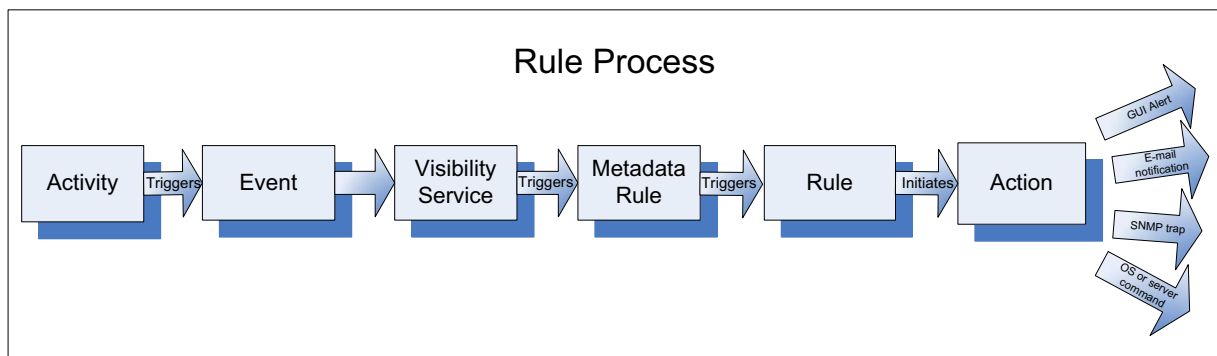 Rule Process
Activity
Triggers
Event
Visibility
Service
Triggers
Metadada
Rule
Triggers
Rule
Initiates
Action
GUI Alert
E-mail
notification
SNMP trap
OS or server
command